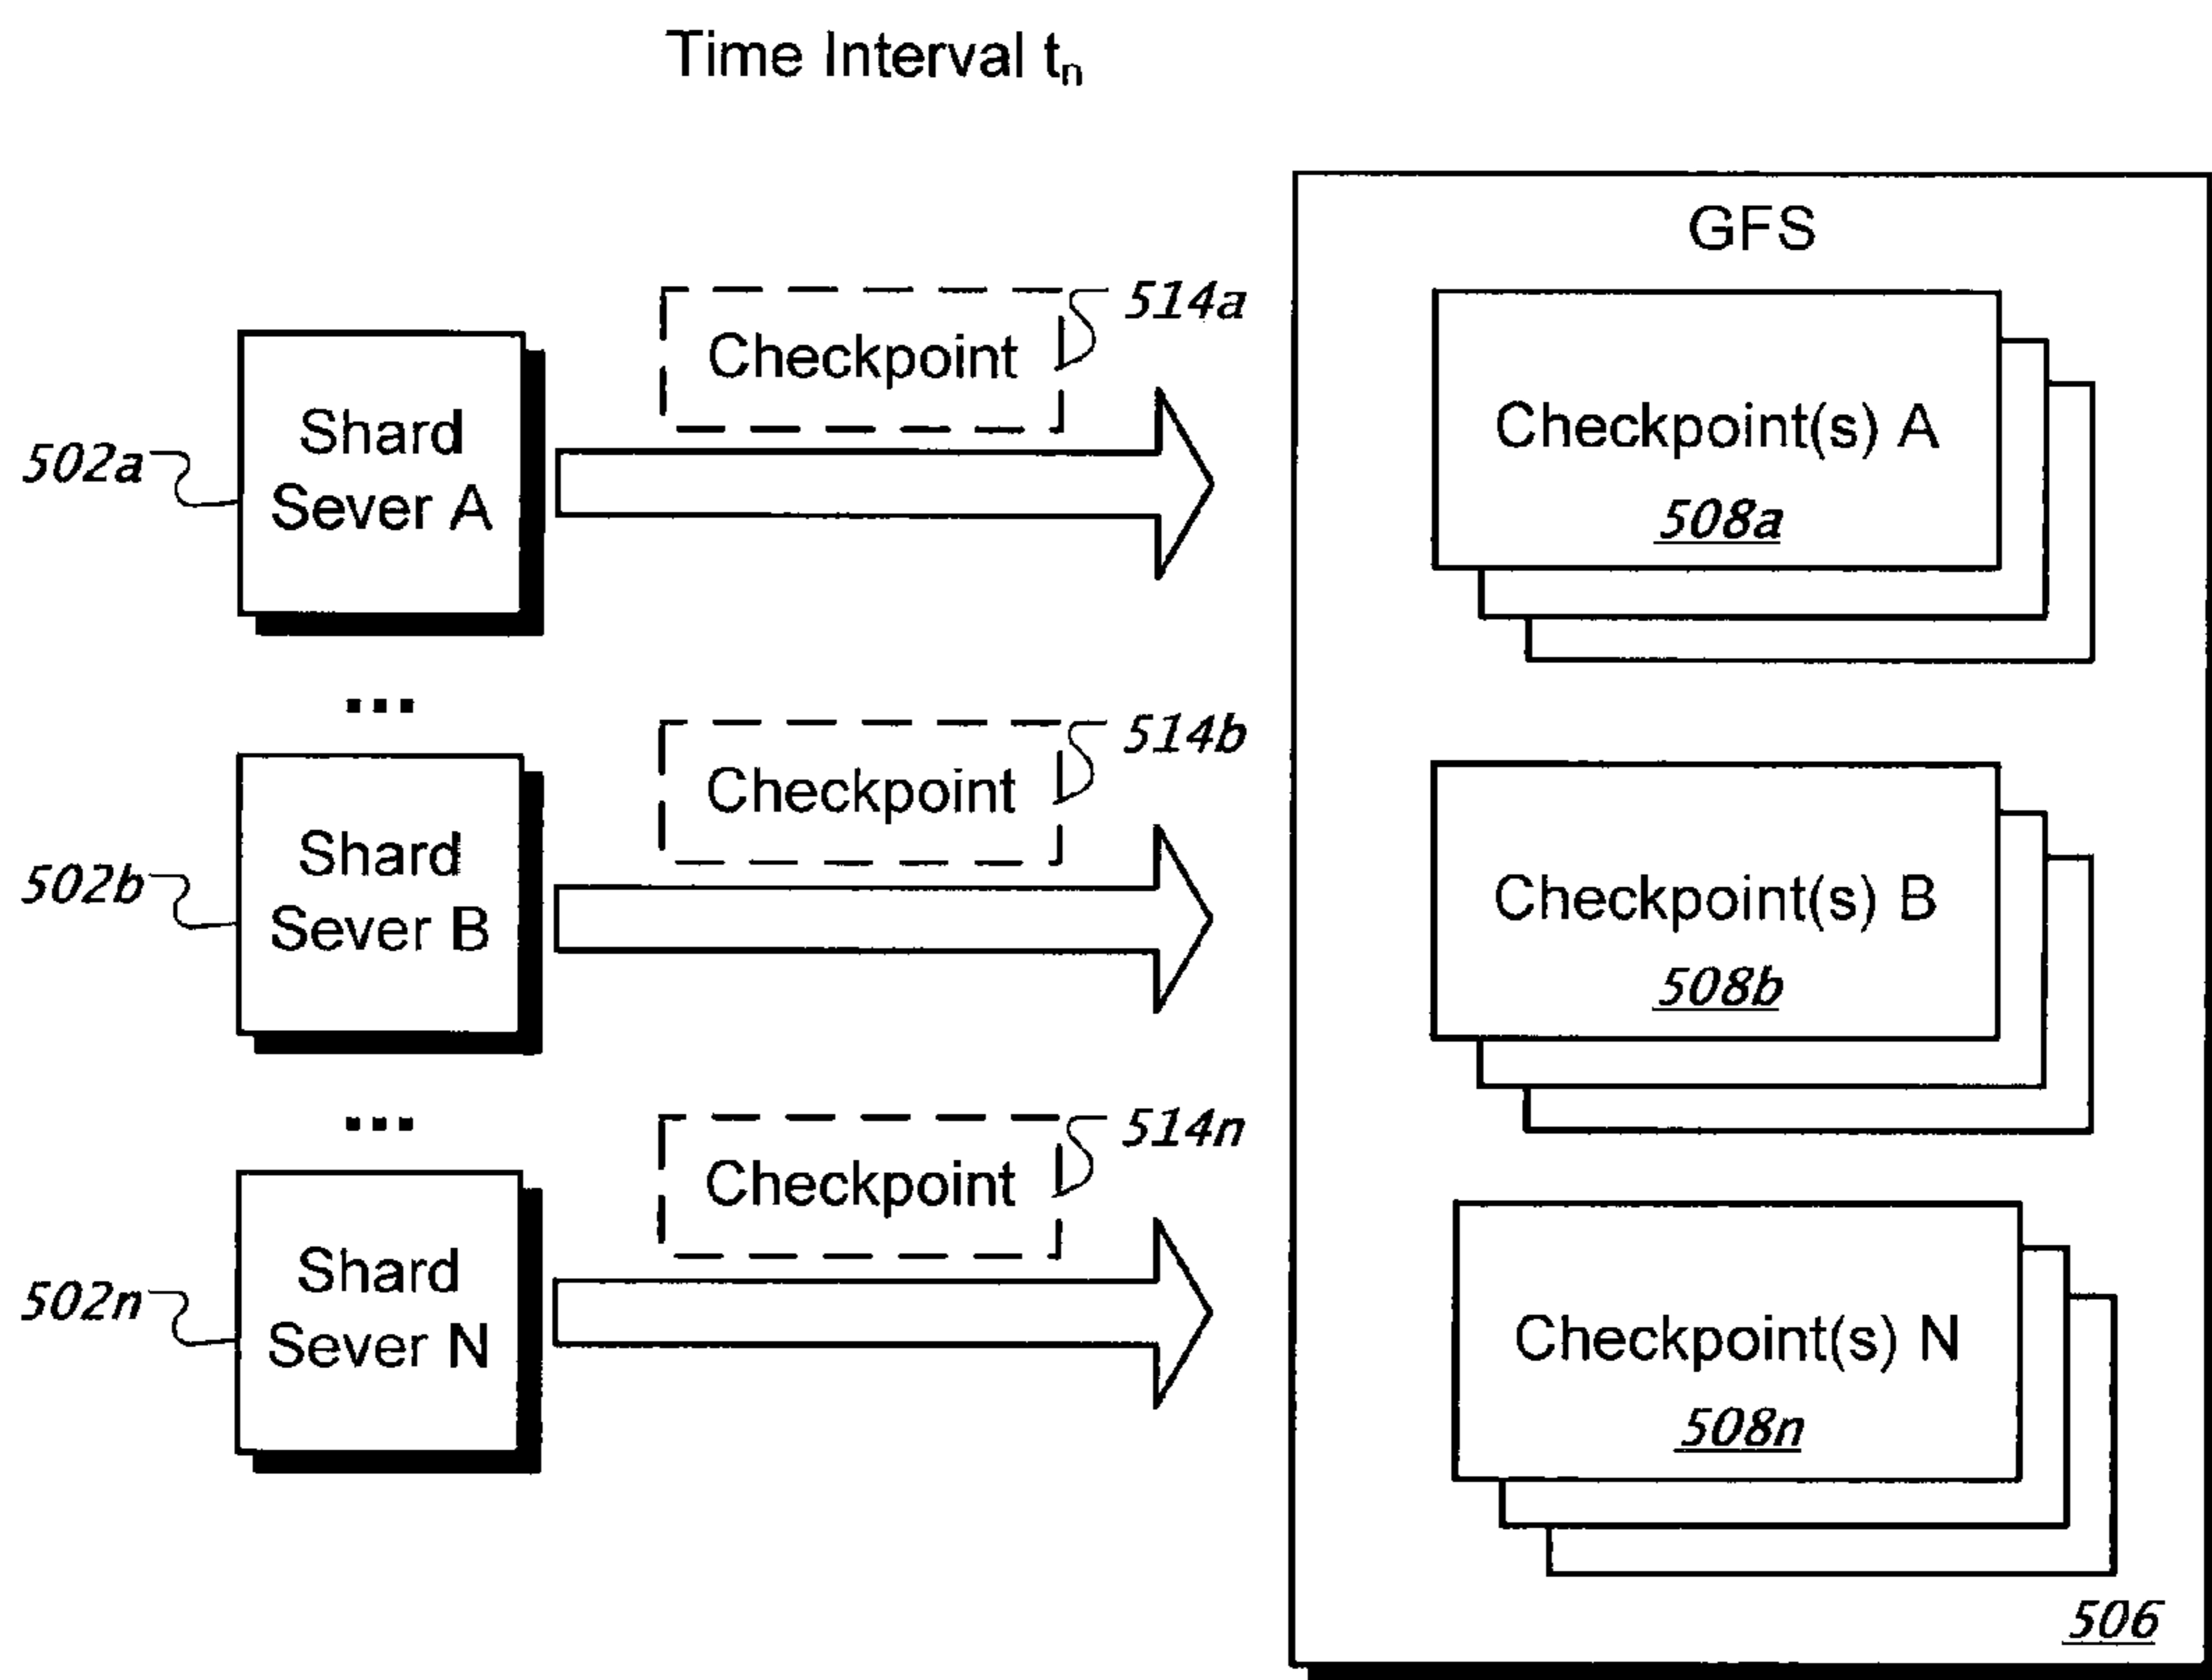 Time Interval tn
GFS
514a
Checkpoint
502a
Shard
Sever A
Checkpoint(s) A
508a
...
514b
Checkpoint
502b
Shard
Sever B
Checkpoint(s) B
508b
...
514n
Checkpoint
502n
Shard
Sever N
Checkpoint(s) N
508n
506